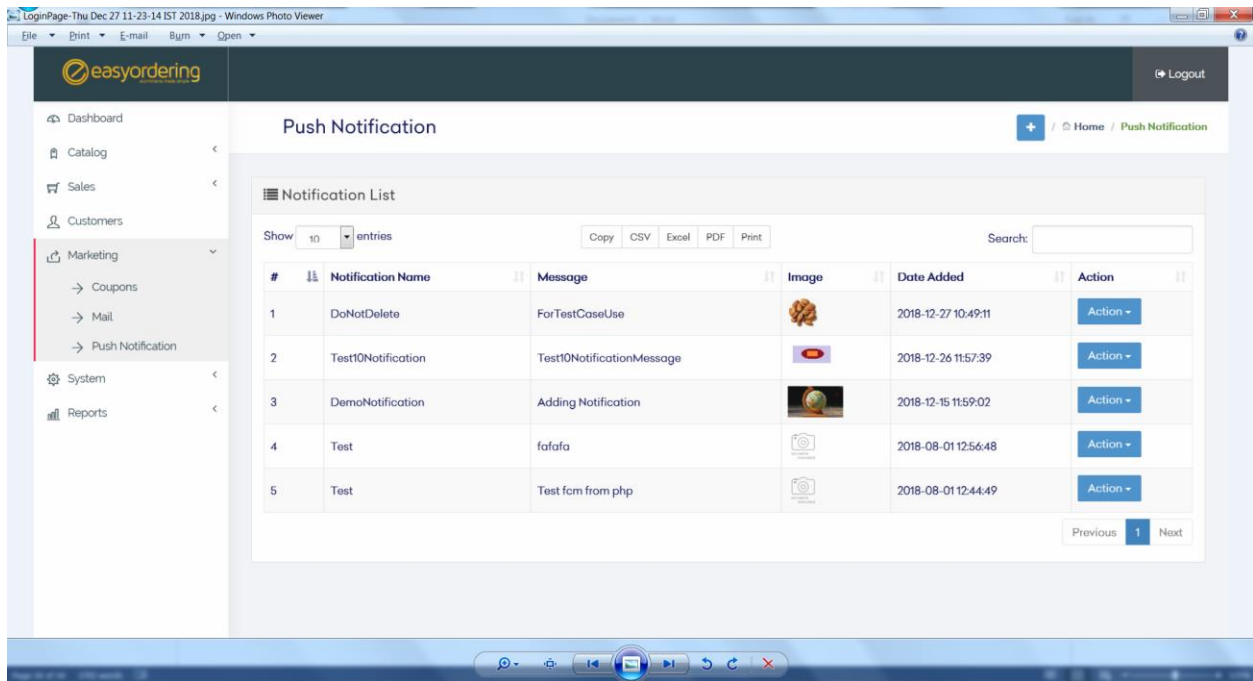 LoginPage-Thu Dec 27 11-23-14 IST 2018.jpg - Windows Photo Viewer
File Print E-mail Burn Open
easyordering
Logout
Dashboard
Catalog
Sales
Customers
Marketing
Coupons
Mail
Push Notification
System
Reports
Push Notification
+ / Home / Push Notification
Notification List
Show 10 entries
Copy CSV Excel PDF Print
Search:
# Notification Name Message Image Date Added Action
1 DoNotDelete ForTestCaseUse 2018-12-27 10:49:11 Action
2 Test10Notification Test10NotificationMessage 2018-12-26 11:57:39 Action
3 DemoNotification Adding Notification 2018-12-15 11:59:02 Action
4 Test fafafa 2018-08-01 12:56:48 Action
5 Test Test fcm from php 2018-08-01 12:44:49 Action
Previous 1 Next